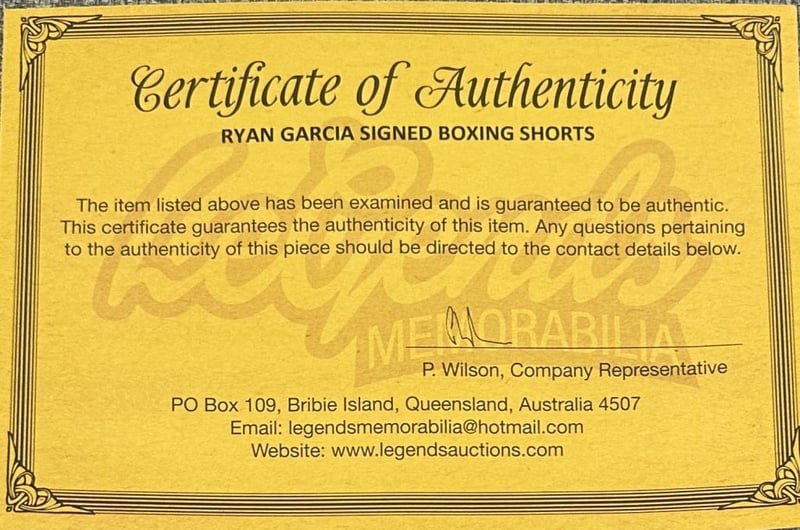 Certificate of Authenticity
RYAN GARCIA SIGNED BOXING SHORTS
The item listed above has been examined and is guaranteed to be authentic.
This certificate guarantees the authenticity of this item. Any questions pertaining
to the authenticity of this piece should be directed to the contact details below.
Legends
MEMORABILIA
P. Wilson, Company Representative
PO Box 109, Bribie Island, Queensland, Australia 4507
Email: legendsmemorabilia@hotmail.com
Website: www.legendsauctions.com